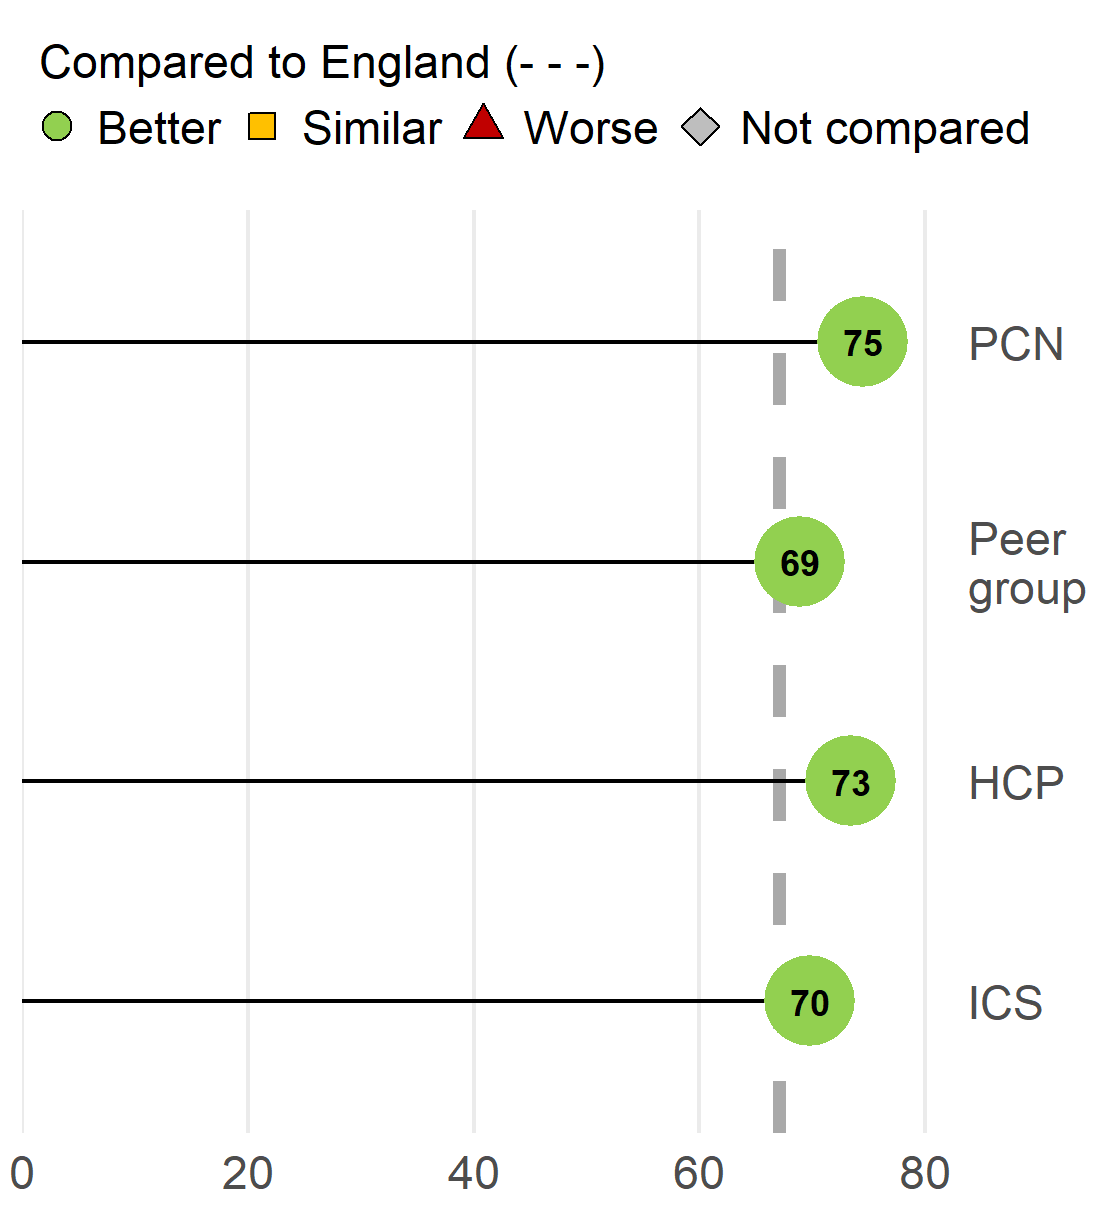 Compared to England (- - -)
Better Similar Worse Not compared
75 PCN
69 Peer
group
73 HCP
70 ICS
0 20 40 60 80